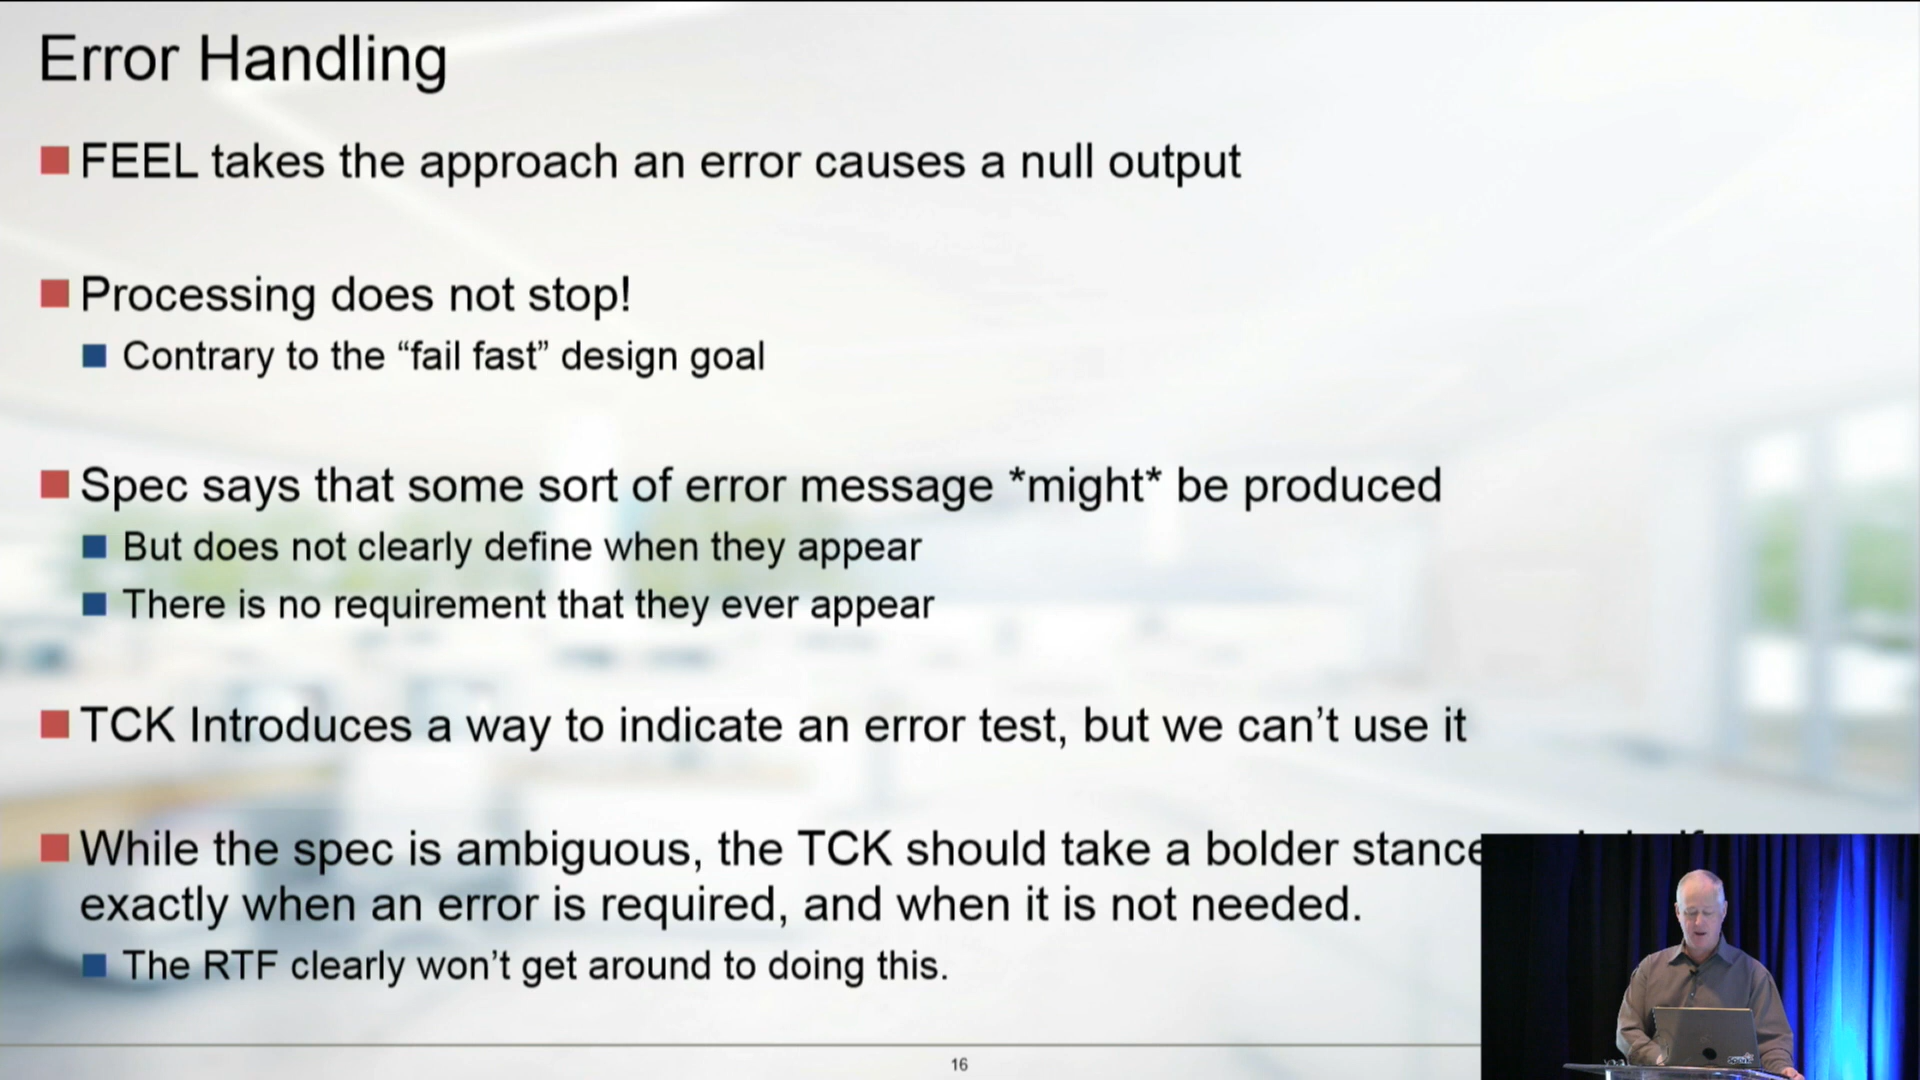 Error Handling
FEEL takes the approach an error causes a null output
Processing does not stop!
Contrary to the “fail fast” design goal
Spec says that some sort of error message *might* be produced
But does not clearly define when they appear
There is no requirement that they ever appear
TCK Introduces a way to indicate an error test, but we can’t use it
While the spec is ambiguous, the TCK should take a bolder stance
exactly when an error is required, and when it is not needed.
The RTF clearly won’t get around to doing this.
16